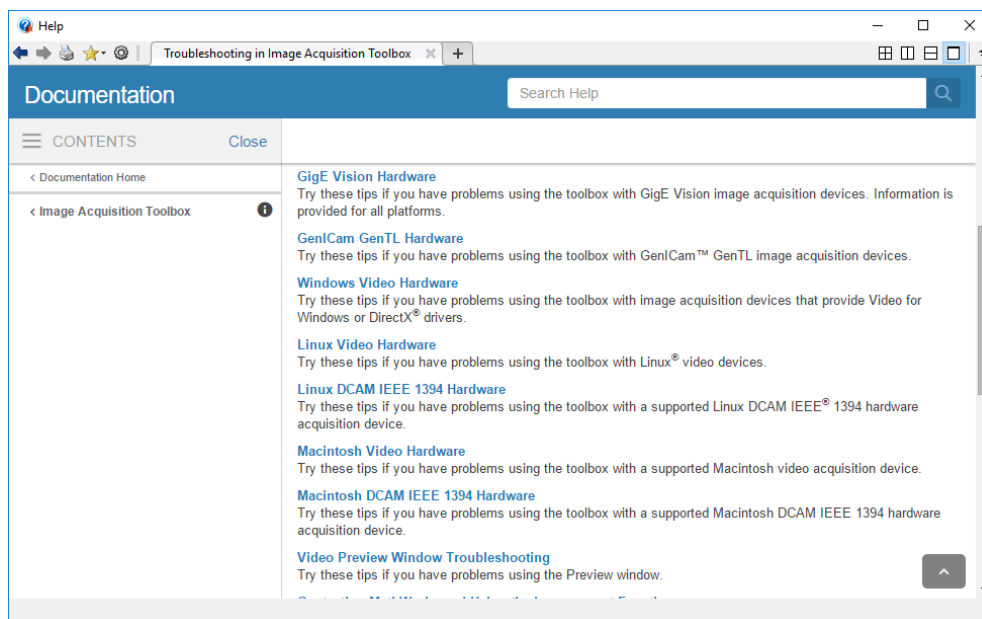 Help
Troubleshooting in Image Acquisition Toolbox
Documentation
Search Help
CONTENTS
Close
< Documentation Home
< Image Acquisition Toolbox
GigE Vision Hardware
Try these tips if you have problems using the toolbox with GigE Vision image acquisition devices. Information is
provided for all platforms.
GenICam GenTL Hardware
Try these tips if you have problems using the toolbox with GenICam™ GenTL image acquisition devices.
Windows Video Hardware
Try these tips if you have problems using the toolbox with image acquisition devices that provide Video for
Windows or DirectX® drivers.
Linux Video Hardware
Try these tips if you have problems using the toolbox with Linux® video devices.
Linux DCAM IEEE 1394 Hardware
Try these tips if you have problems using the toolbox with a supported Linux DCAM IEEE® 1394 hardware
acquisition device.
Macintosh Video Hardware
Try these tips if you have problems using the toolbox with a supported Macintosh video acquisition device.
Macintosh DCAM IEEE 1394 Hardware
Try these tips if you have problems using the toolbox with a supported Macintosh DCAM IEEE 1394 hardware
acquisition device.
Video Preview Window Troubleshooting
Try these tips if you have problems using the Preview window.